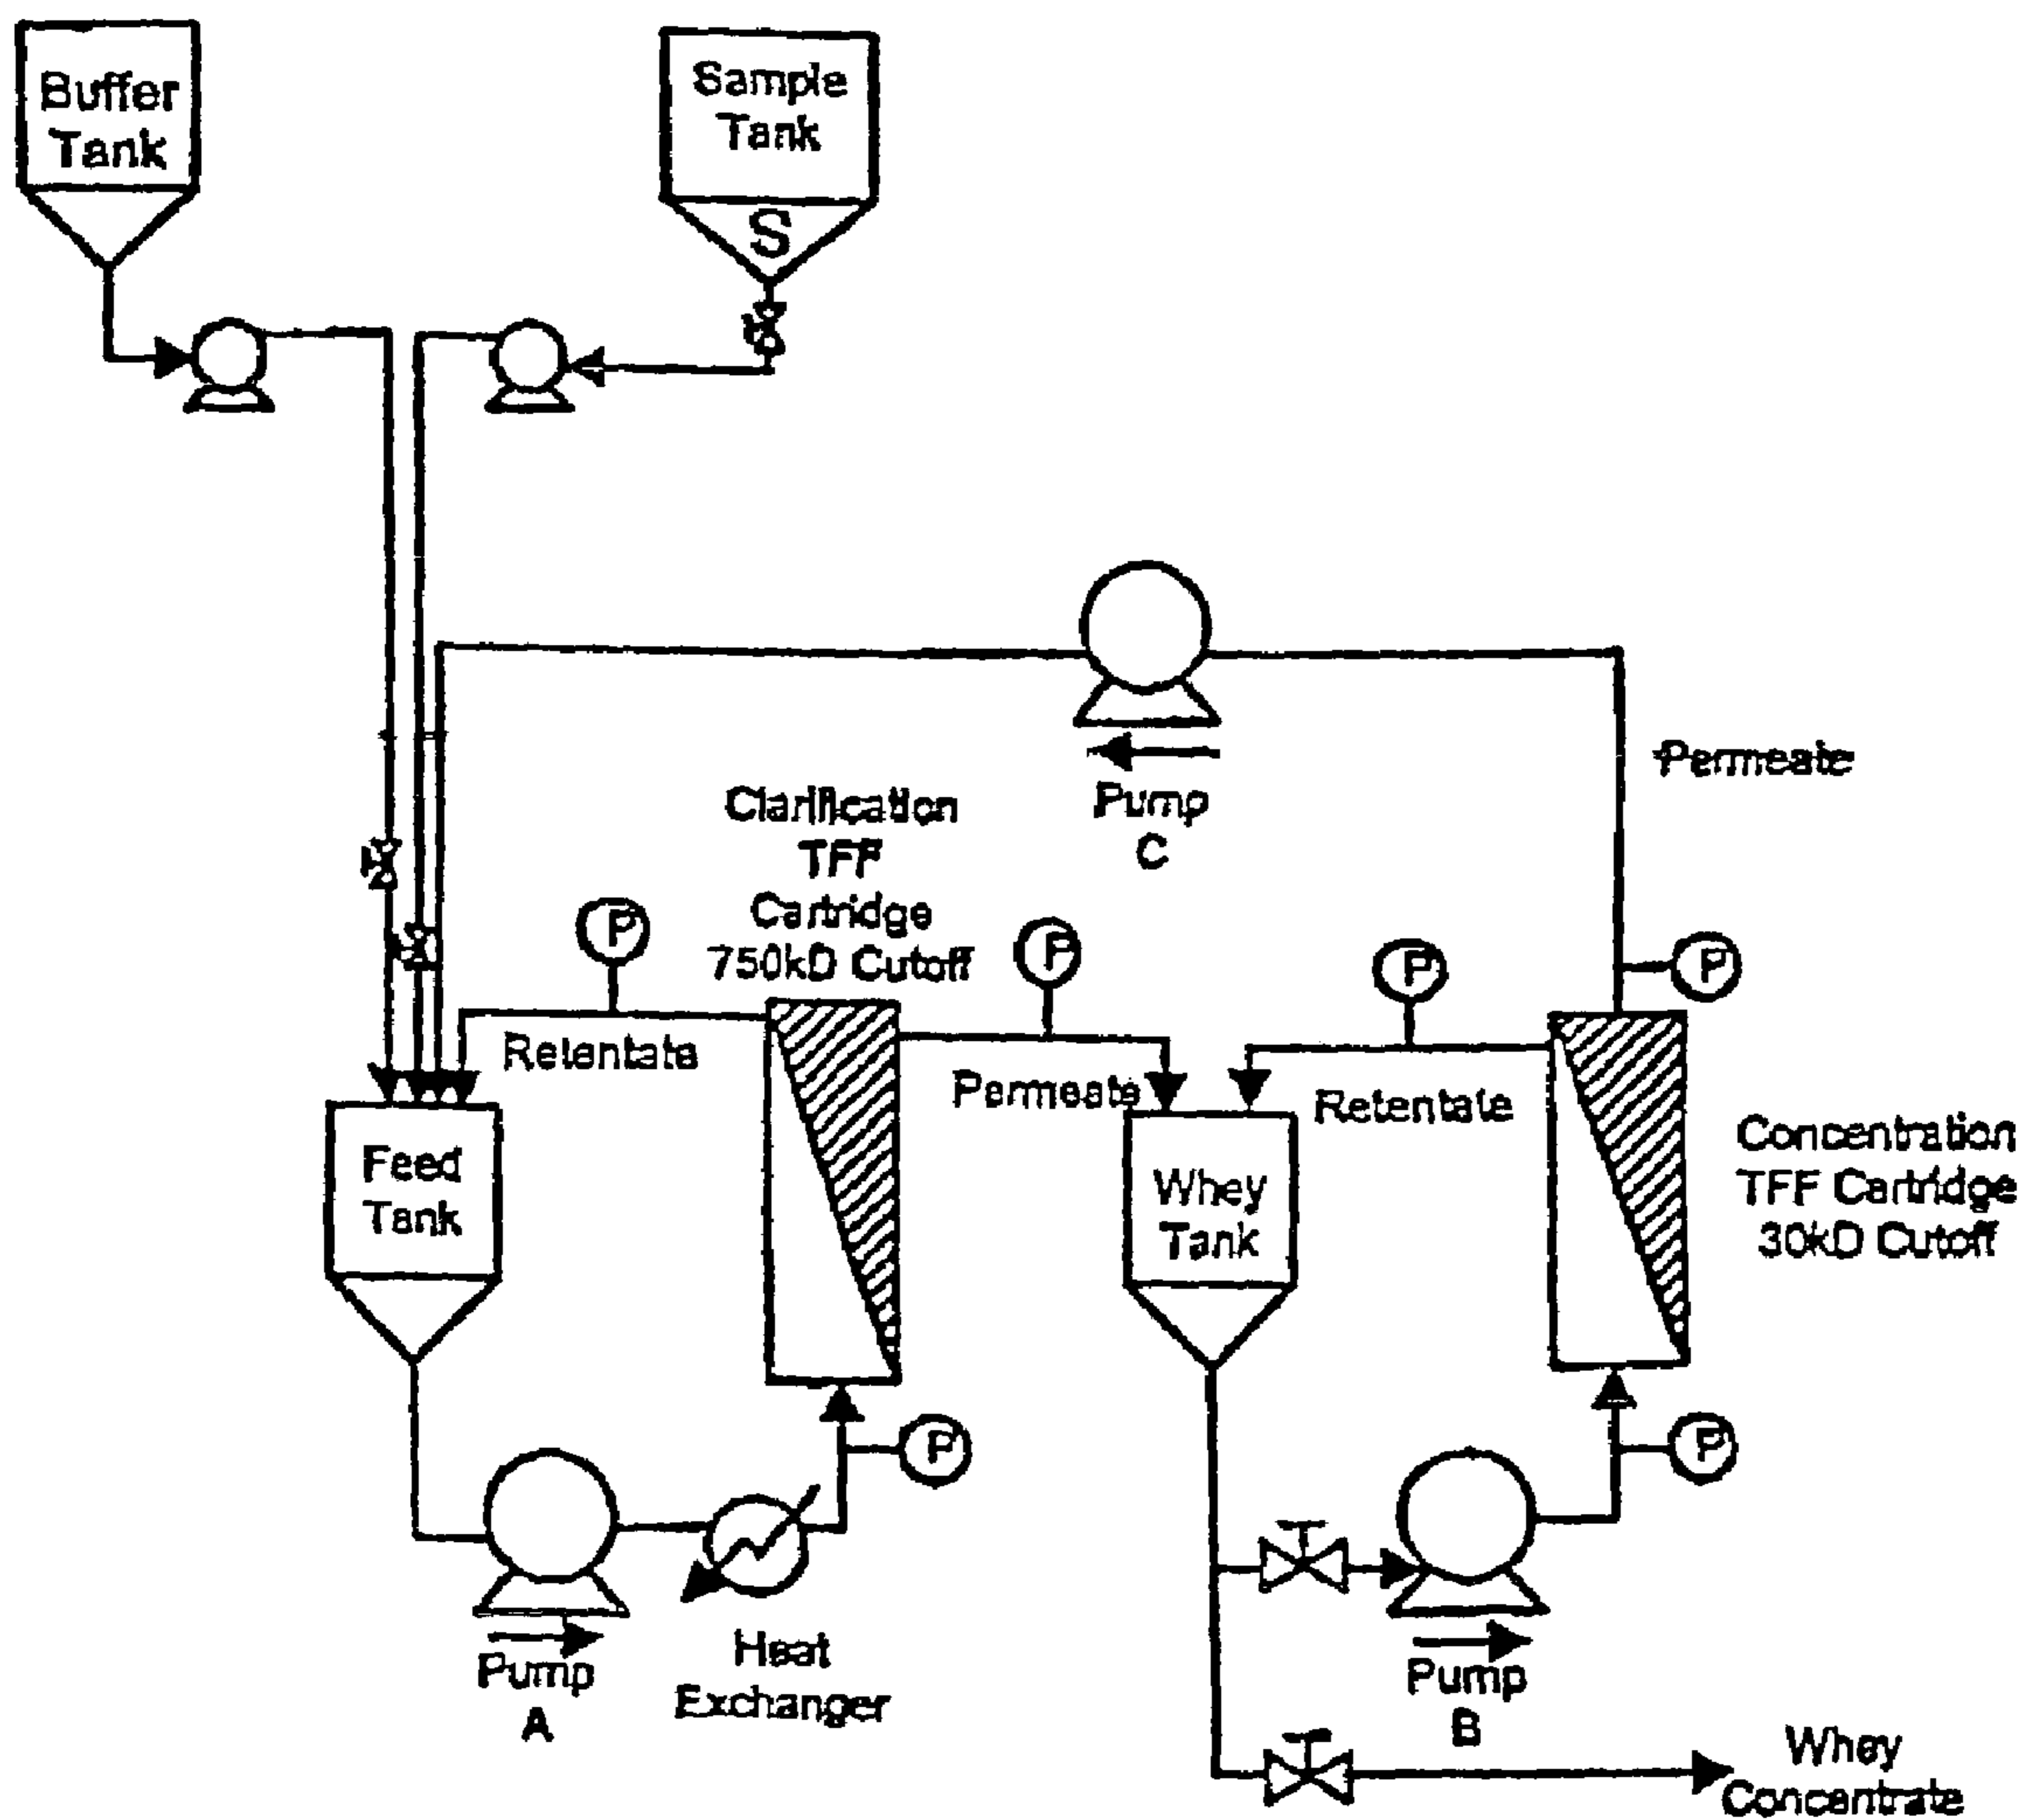 Buffer
Tank
Sample
Tank
S
Permeate
Pump
C
Clarification
TFF
Cartridge
750kD Cutoff
P
P
P
P
Retentate
Permeate
Retentate
Feed
Tank
Whey
Tank
Concentration
TFF Cartridge
30kD Cutoff
P
P
Pump
A
Heat
Exchanger
Pump
B
Whey
Concentrate